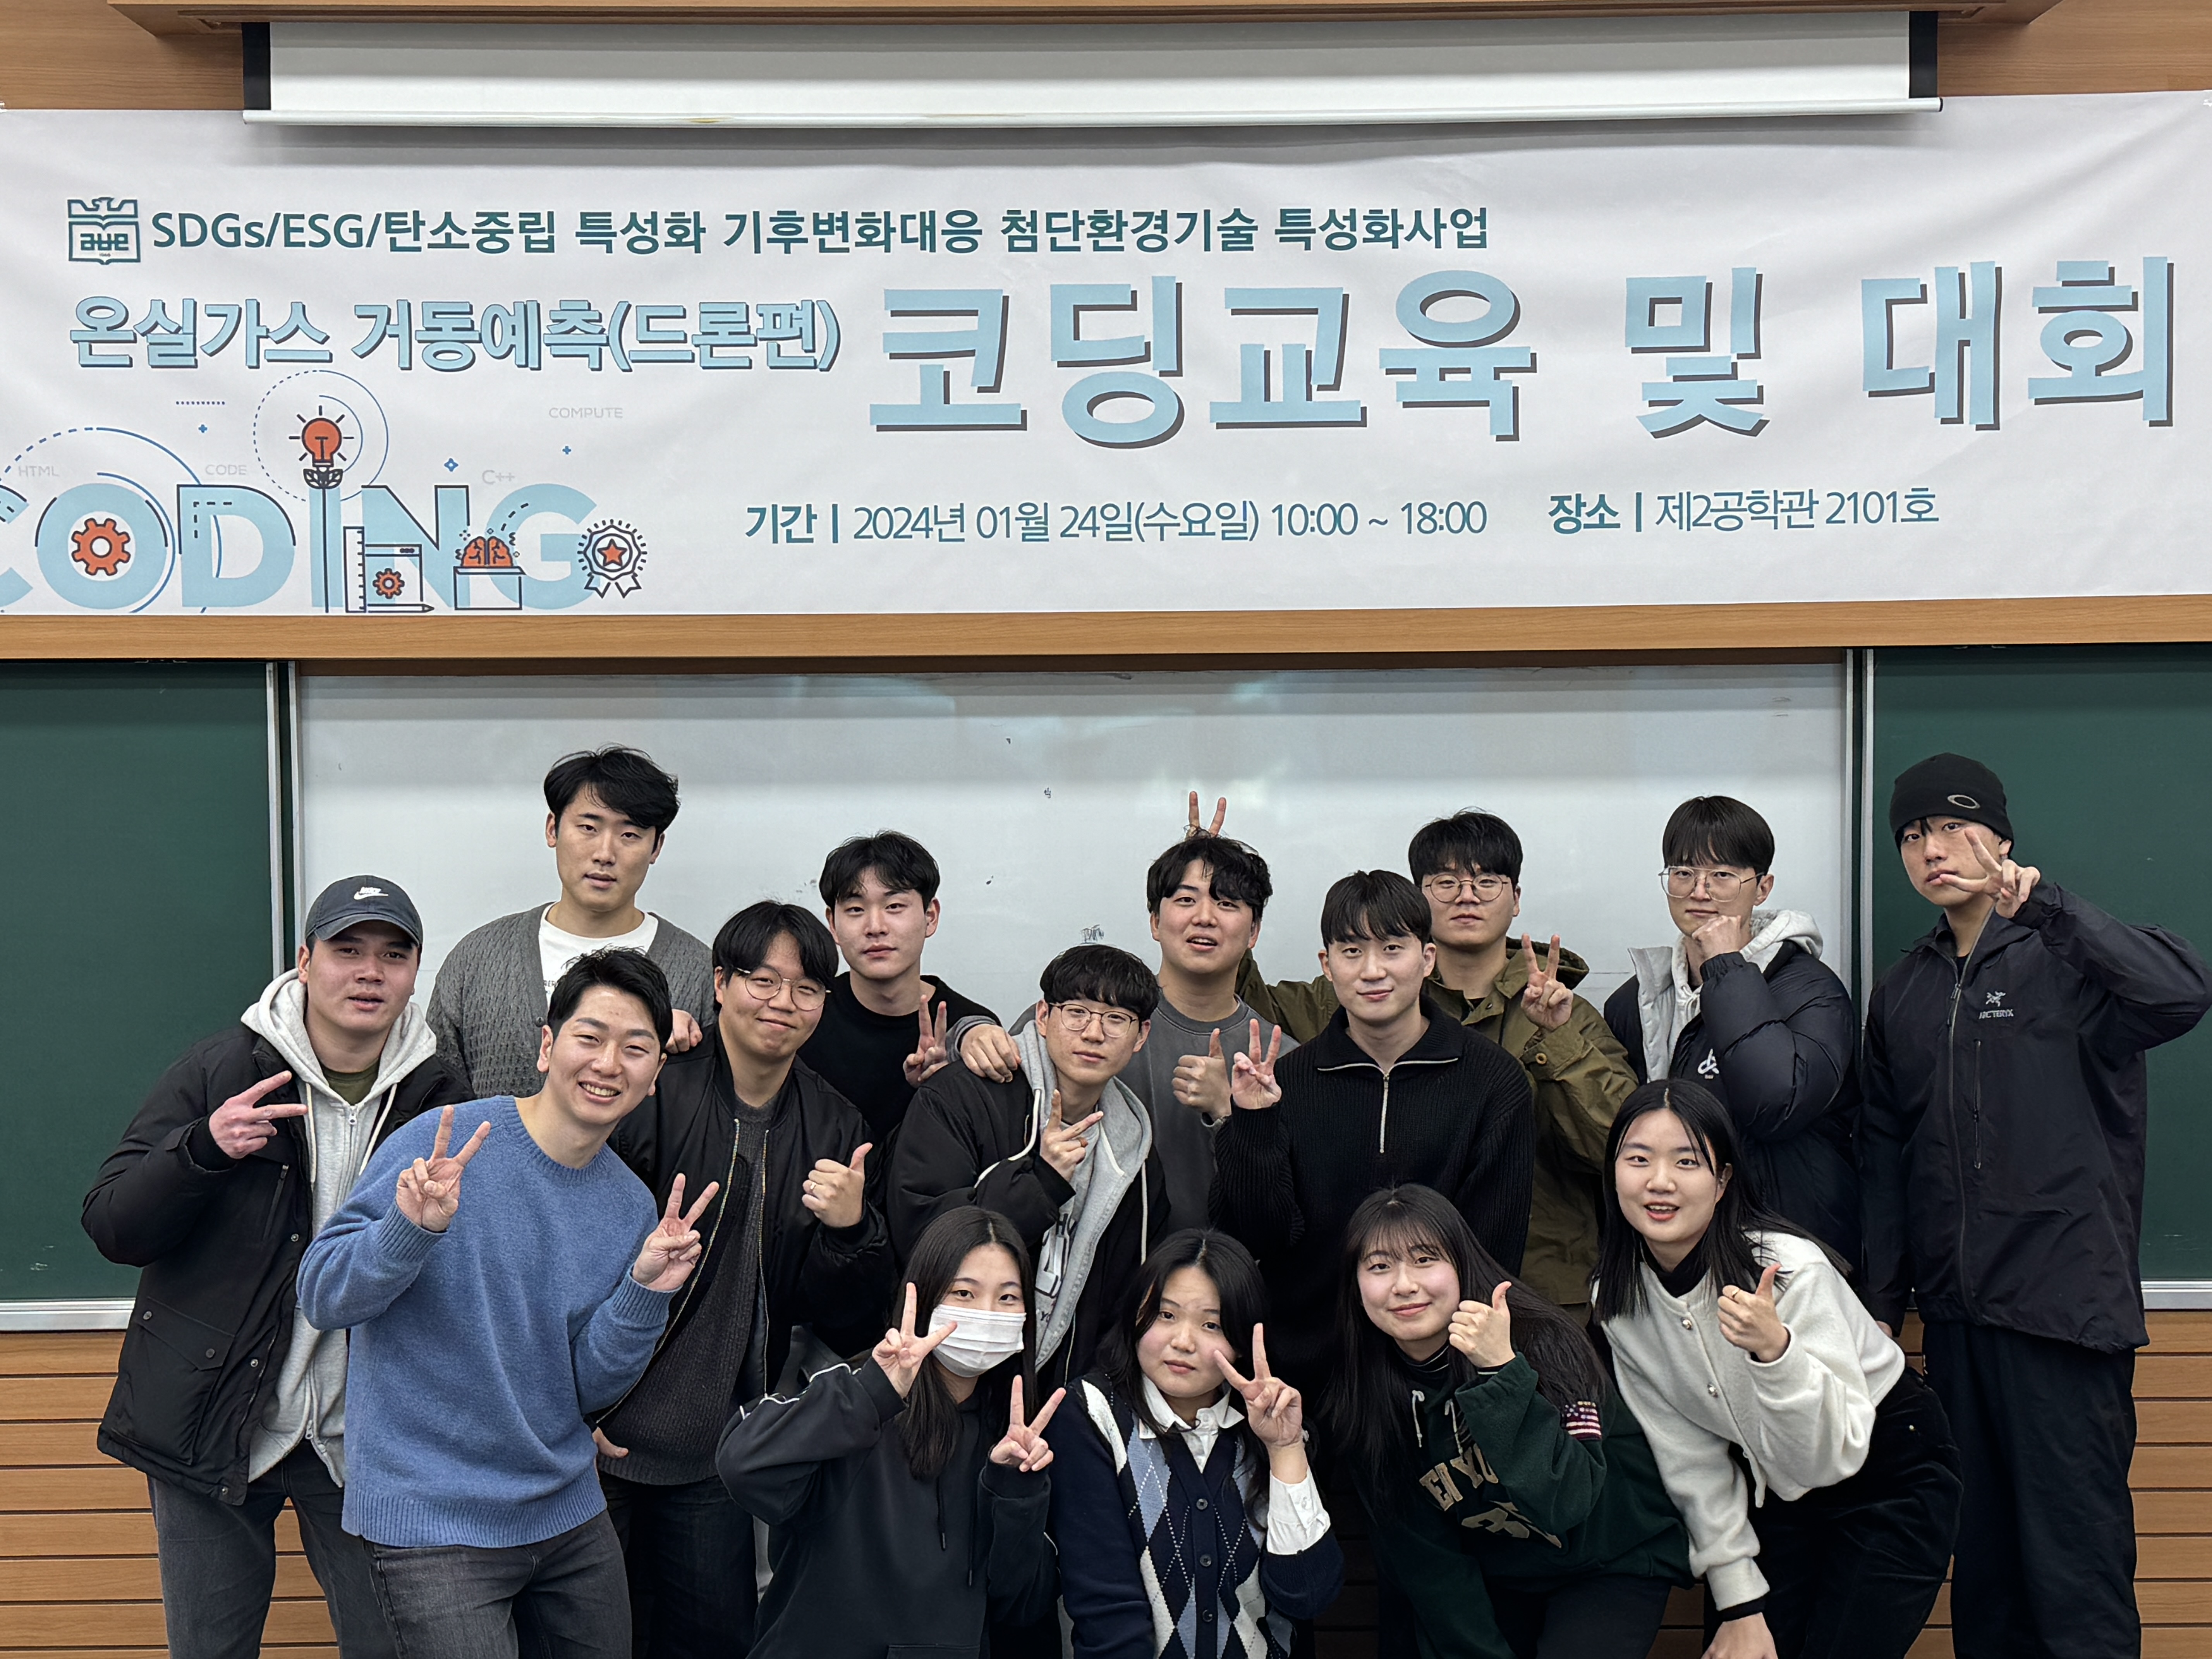 SDGs/ESG/탄소중립 특성화 기후변화대응 첨단환경기술 특성화사업
온실가스 거동예측(드론편) 코딩교육 및 대회
COMPUTE
HTML
CODE
C++
CODING
기간 | 2024년 01월 24일(수요일) 10:00 ~ 18:00 장소 | 제2공학관 2101호
ARC'TERYX